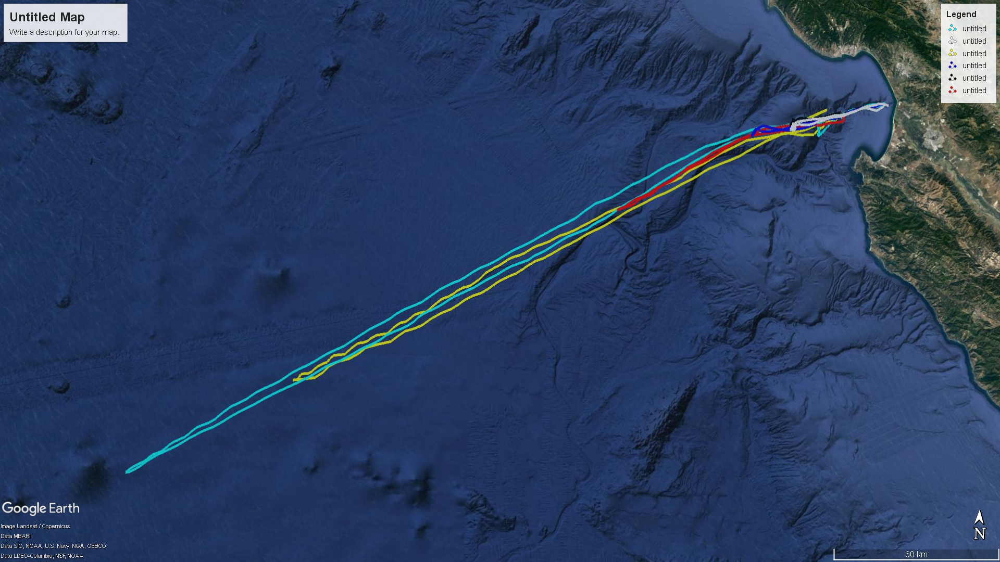 Untitled Map
Write a description for your map.
Legend
untitled
untitled
untitled
untitled
untitled
untitled
Google Earth
Image Landsat / Copernicus
Data MBARI
Data SIO, NOAA, U.S. Navy, NGA, GEBCO
Data LDEO-Columbia, NSF, NOAA
N
60 km